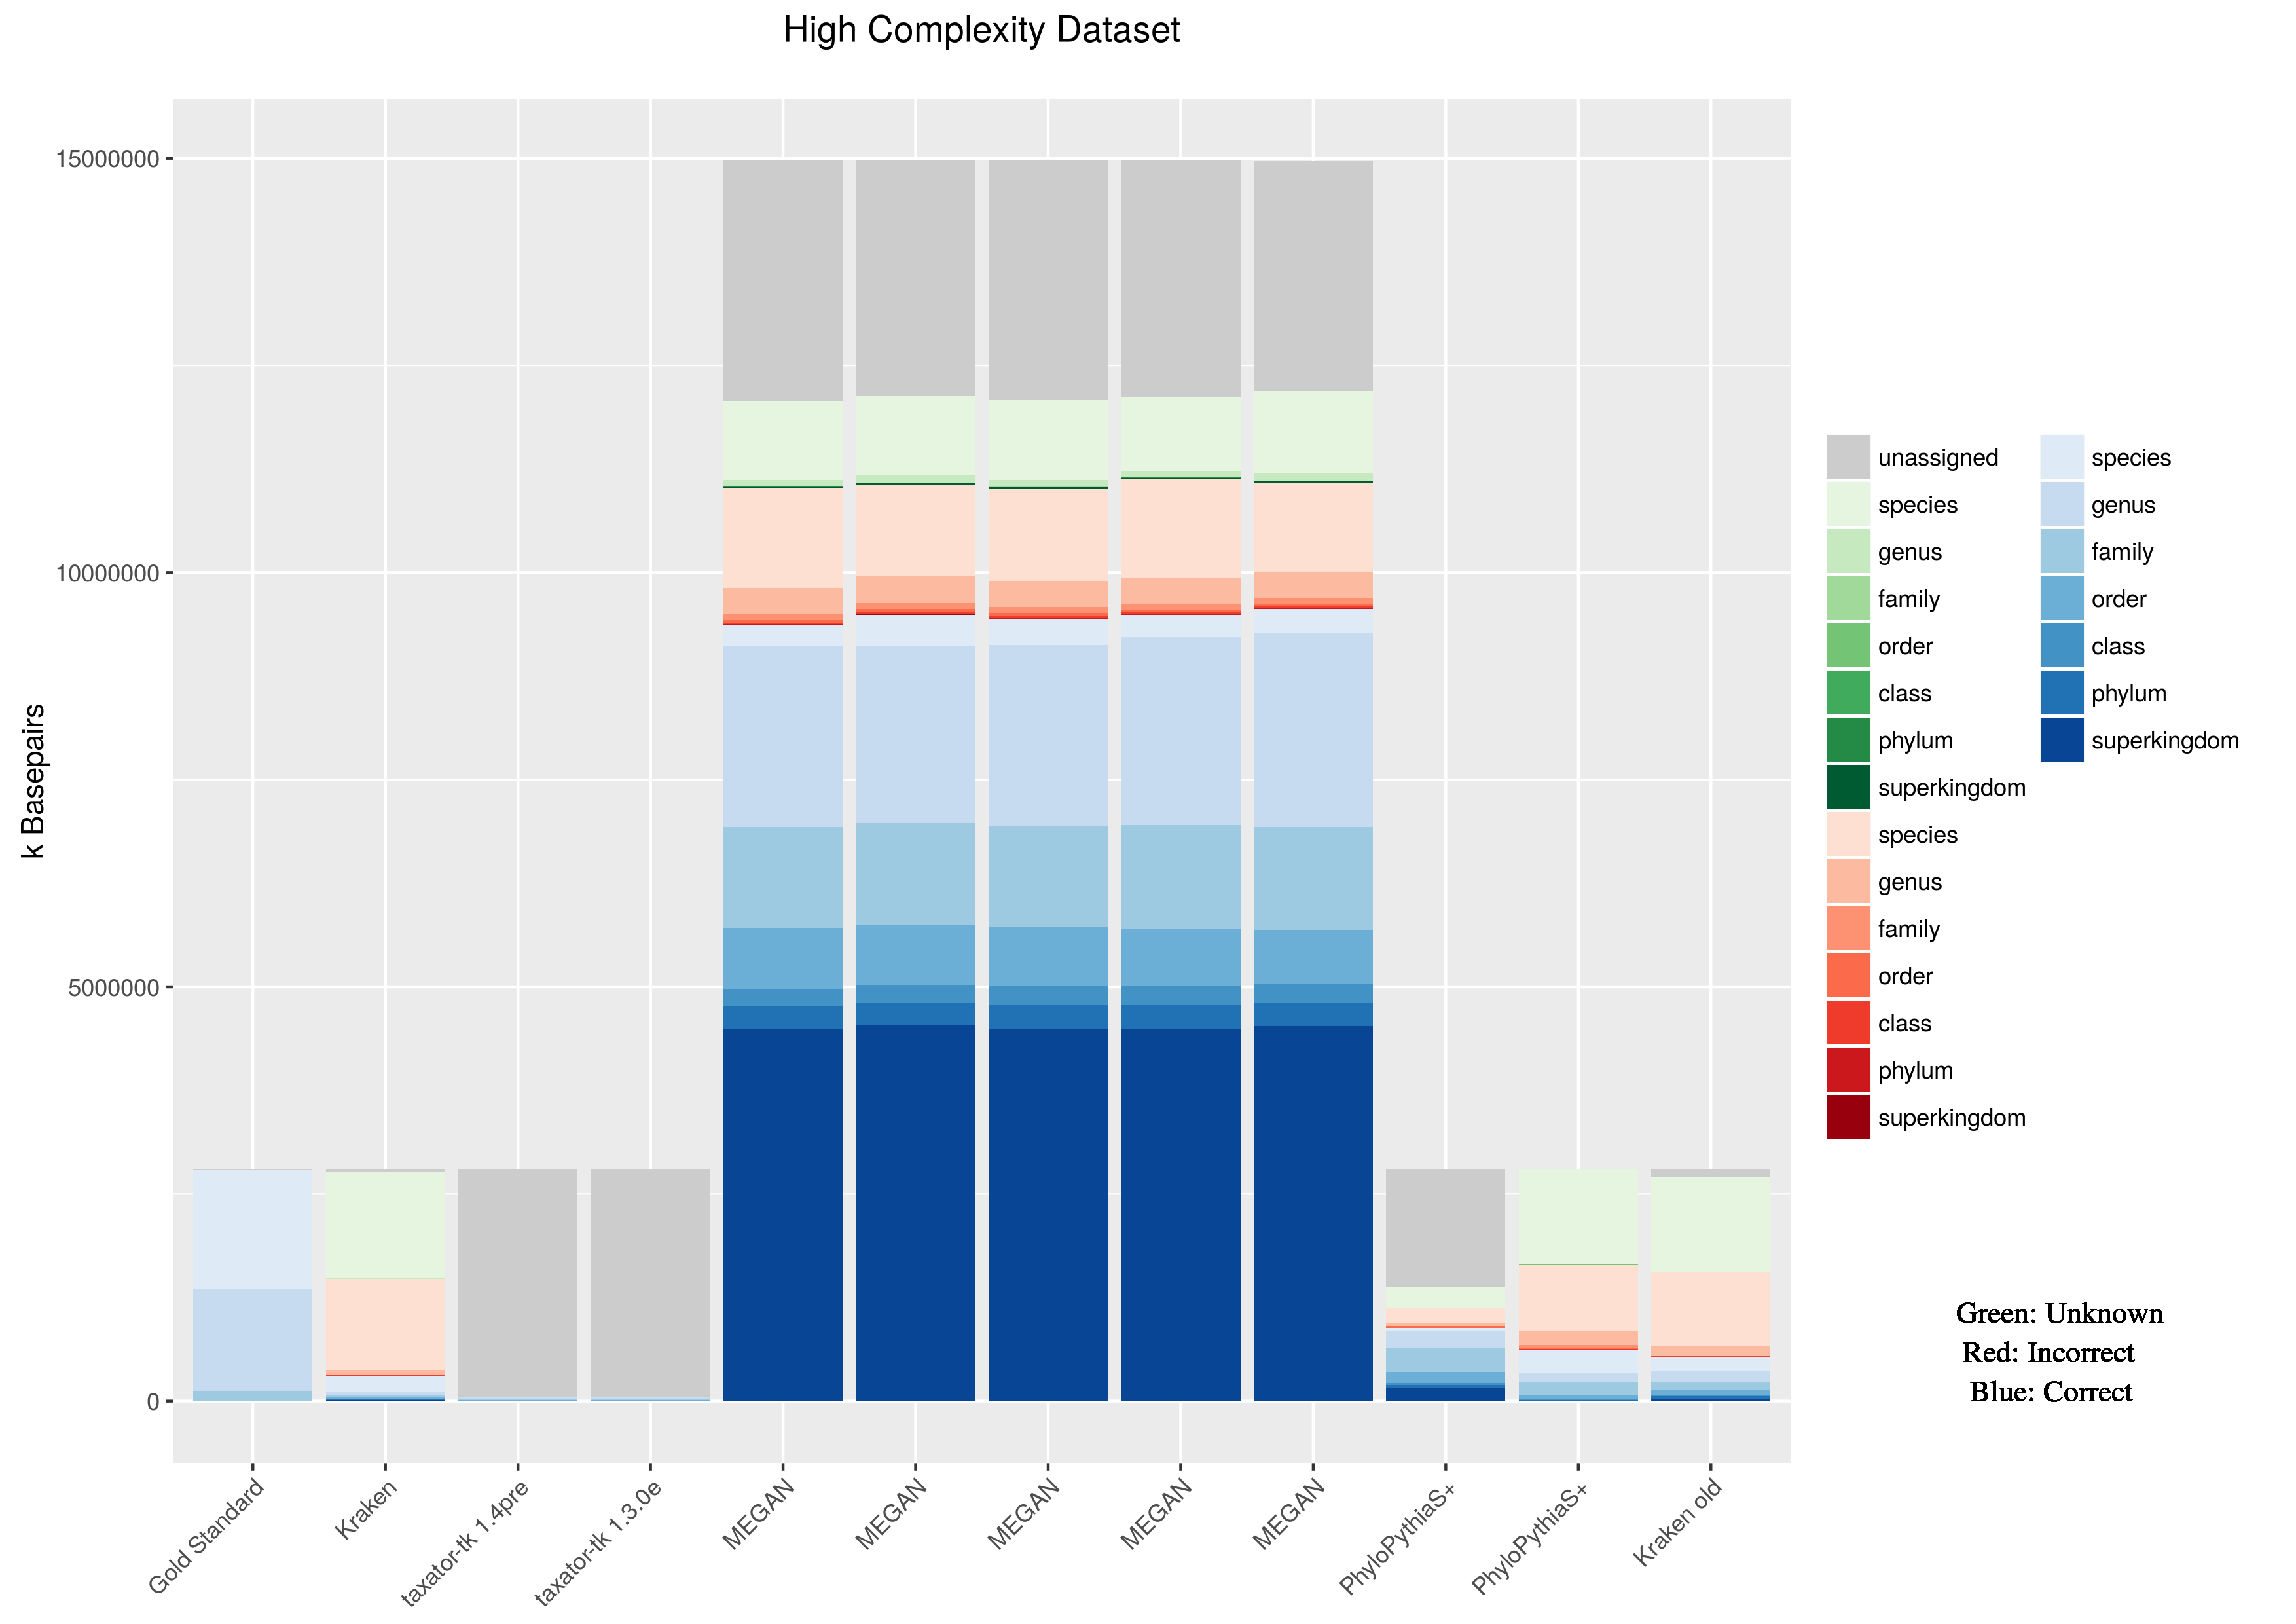 High Complexity Dataset
k Basepairs
15000000
10000000
5000000
0
Gold Standard
Kraken
taxator-tk 1.4pre
taxator-tk 1.3.0e
MEGAN
MEGAN
MEGAN
MEGAN
MEGAN
PhyloPythiaS+
PhyloPythiaS+
Kraken old
unassigned
species
genus
family
order
class
phylum
superkingdom
species
genus
family
order
class
phylum
superkingdom
species
genus
family
order
class
phylum
superkingdom
Green: Unknown
Red: Incorrect
Blue: Correct